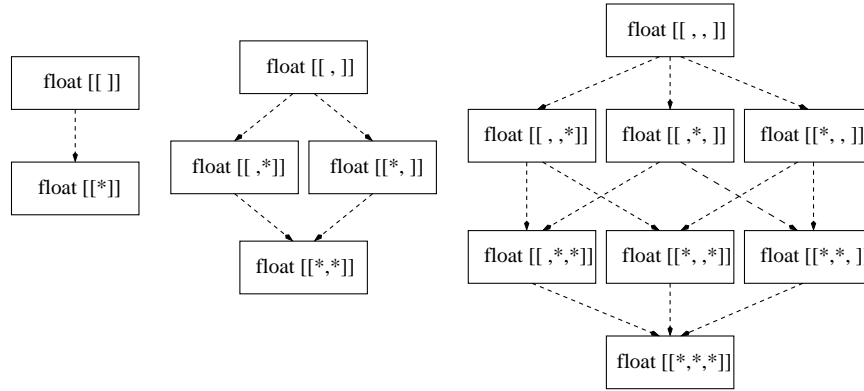 float [[ ]]
float [[*]]
float [[ , ]]
float [[ ,*]]
float [[*, ]]
float [[*,*]]
float [[ , , ]]
float [[ , ,*]]
float [[ ,*, ]]
float [[*, , ]]
float [[ ,*,*]]
float [[*, ,*]]
float [[*,*, ]]
float [[*,*,*]]